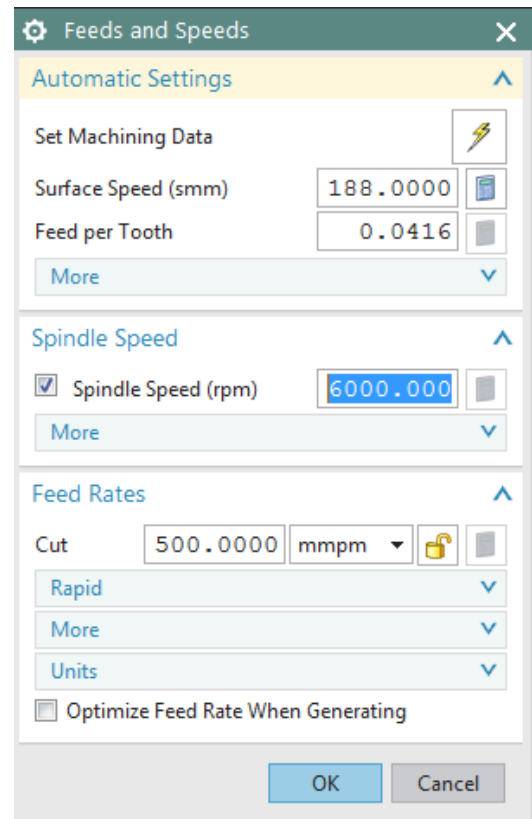 Feeds and Speeds
Automatic Settings
Set Machining Data
Surface Speed (smm) 188.0000
Feed per Tooth 0.0416
More
Spindle Speed
Spindle Speed (rpm) 6000.000
More
Feed Rates
Cut 500.0000 mmpm
Rapid
More
Units
Optimize Feed Rate When Generating
OK Cancel